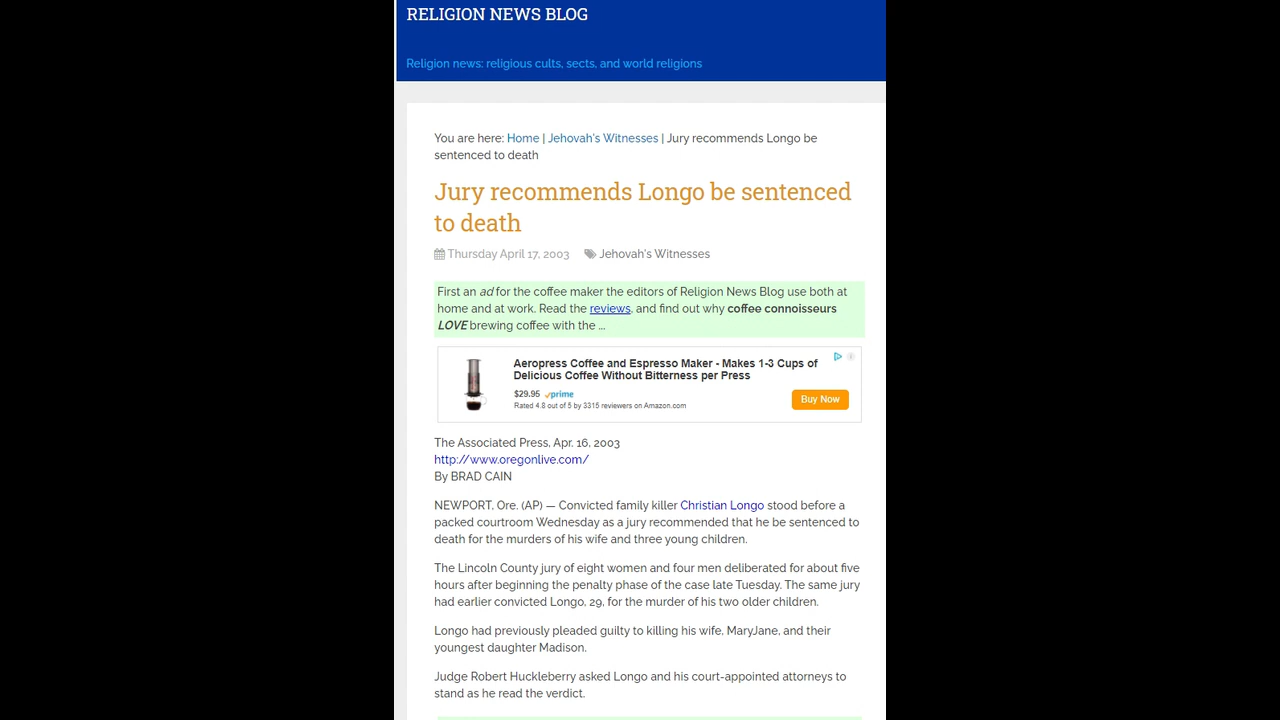 RELIGION NEWS BLOG
Religion news: religious cults, sects, and world religions
You are here: Home | Jehovah's Witnesses | Jury recommends Longo be
sentenced to death
Jury recommends Longo be sentenced
to death
Thursday April 17, 2003 Jehovah's Witnesses
First an ad for the coffee maker the editors of Religion News Blog use both at
home and at work. Read the reviews, and find out why coffee connoisseurs
LOVE brewing coffee with the ...
Aeropress Coffee and Espresso Maker - Makes 1-3 Cups of
Delicious Coffee Without Bitterness per Press
$29.95 prime
Rated 4.8 out of 5 by 3315 reviewers on Amazon.com
Buy Now
The Associated Press, Apr. 16, 2003
http://www.oregonlive.com/
By BRAD CAIN
NEWPORT, Ore. (AP) — Convicted family killer Christian Longo stood before a
packed courtroom Wednesday as a jury recommended that he be sentenced to
death for the murders of his wife and three young children.
The Lincoln County jury of eight women and four men deliberated for about five
hours after beginning the penalty phase of the case late Tuesday. The same jury
had earlier convicted Longo, 29, for the murder of his two older children.
Longo had previously pleaded guilty to killing his wife, MaryJane, and their
youngest daughter Madison.
Judge Robert Huckleberry asked Longo and his court-appointed attorneys to
stand as he read the verdict.